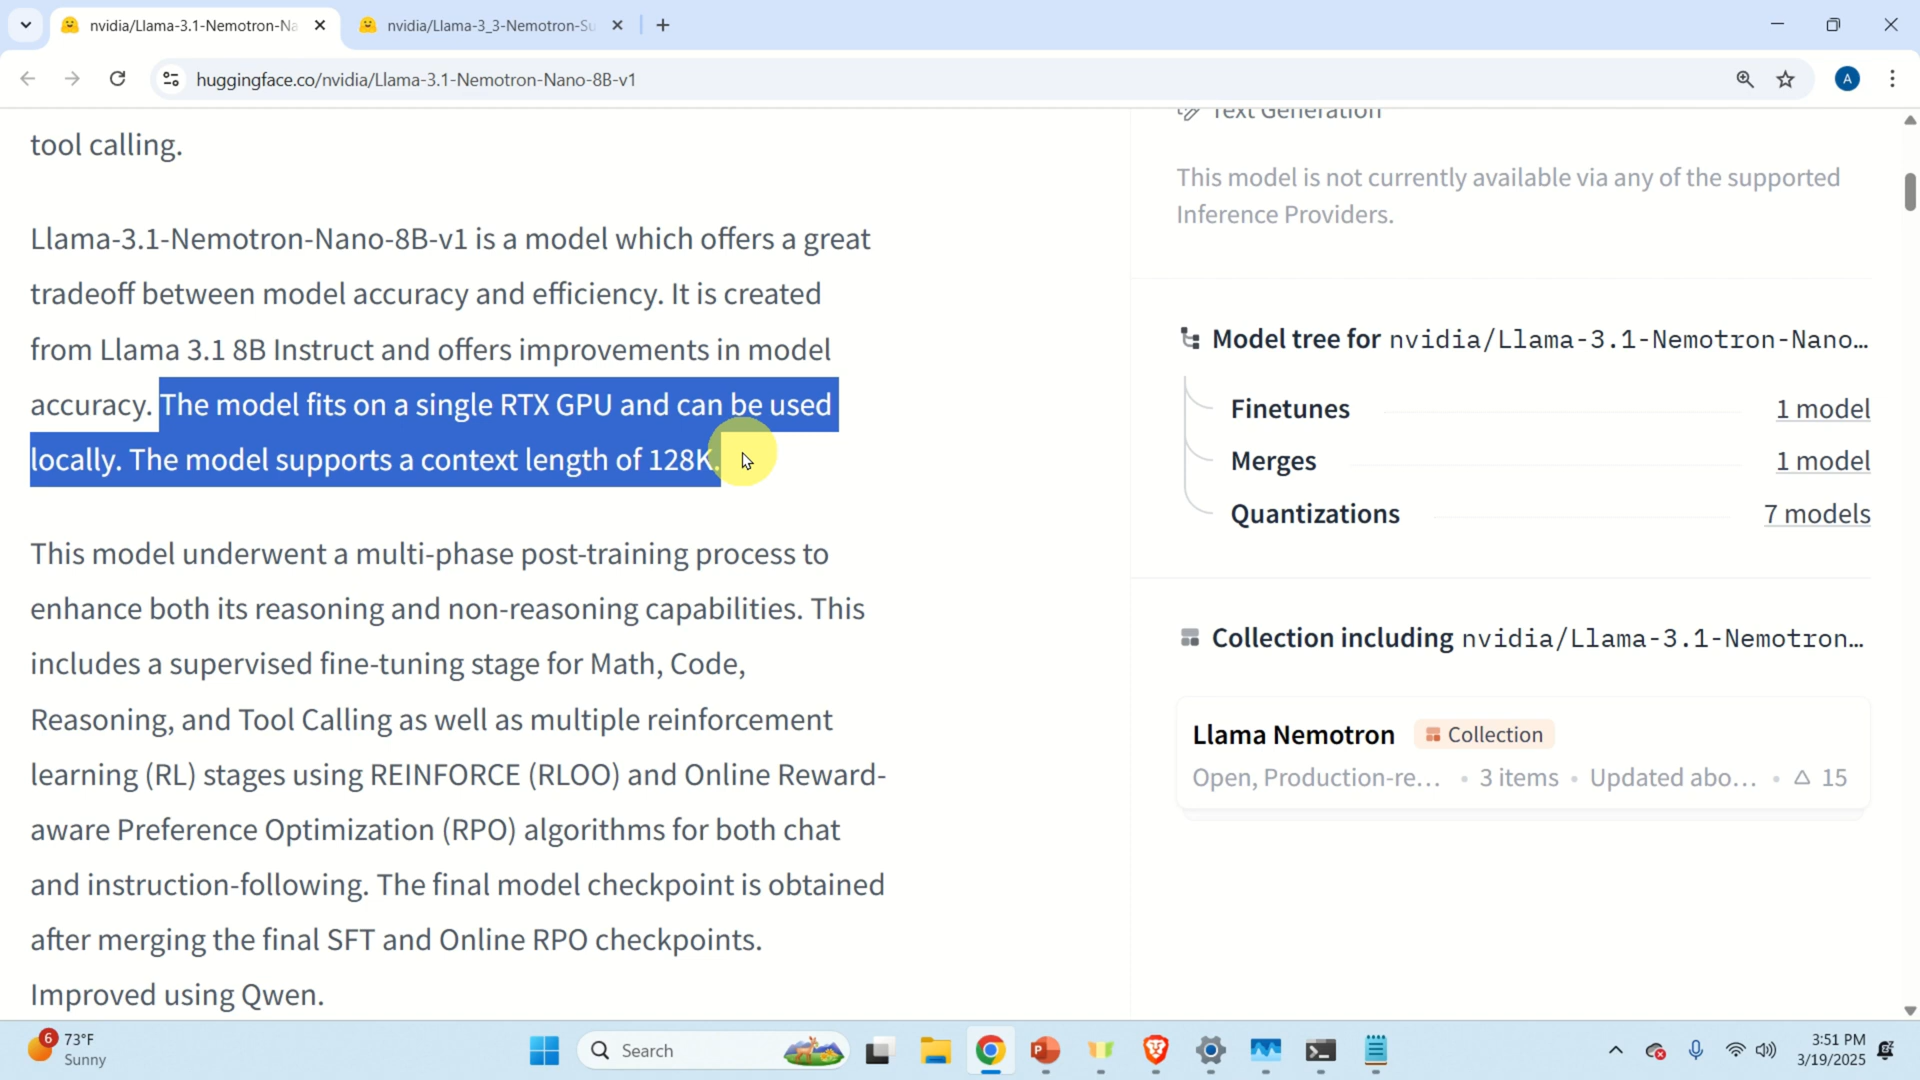 nvidia/Llama-3.1-Nemotron-Na
nvidia/Llama-3_3-Nemotron-Su
huggingface.co/nvidia/Llama-3.1-Nemotron-Nano-8B-v1
A
tool calling.
Llama-3.1-Nemotron-Nano-8B-v1 is a model which offers a great
tradeoff between model accuracy and efficiency. It is created
from Llama 3.1 8B Instruct and offers improvements in model
accuracy. The model fits on a single RTX GPU and can be used
locally. The model supports a context length of 128K.
This model underwent a multi-phase post-training process to
enhance both its reasoning and non-reasoning capabilities. This
includes a supervised fine-tuning stage for Math, Code,
Reasoning, and Tool Calling as well as multiple reinforcement
learning (RL) stages using REINFORCE (RLOO) and Online Reward-
aware Preference Optimization (RPO) algorithms for both chat
and instruction-following. The final model checkpoint is obtained
after merging the final SFT and Online RPO checkpoints.
Improved using Qwen.
Text Generation
This model is not currently available via any of the supported
Inference Providers.
Model tree for nvidia/Llama-3.1-Nemotron-Nano...
Finetunes 1 model
Merges 1 model
Quantizations 7 models
Collection including nvidia/Llama-3.1-Nemotron...
Llama Nemotron Collection
Open, Production-re... • 3 items • Updated abo... • △ 15
6
73°F
Sunny
Search
3:51 PM
3/19/2025